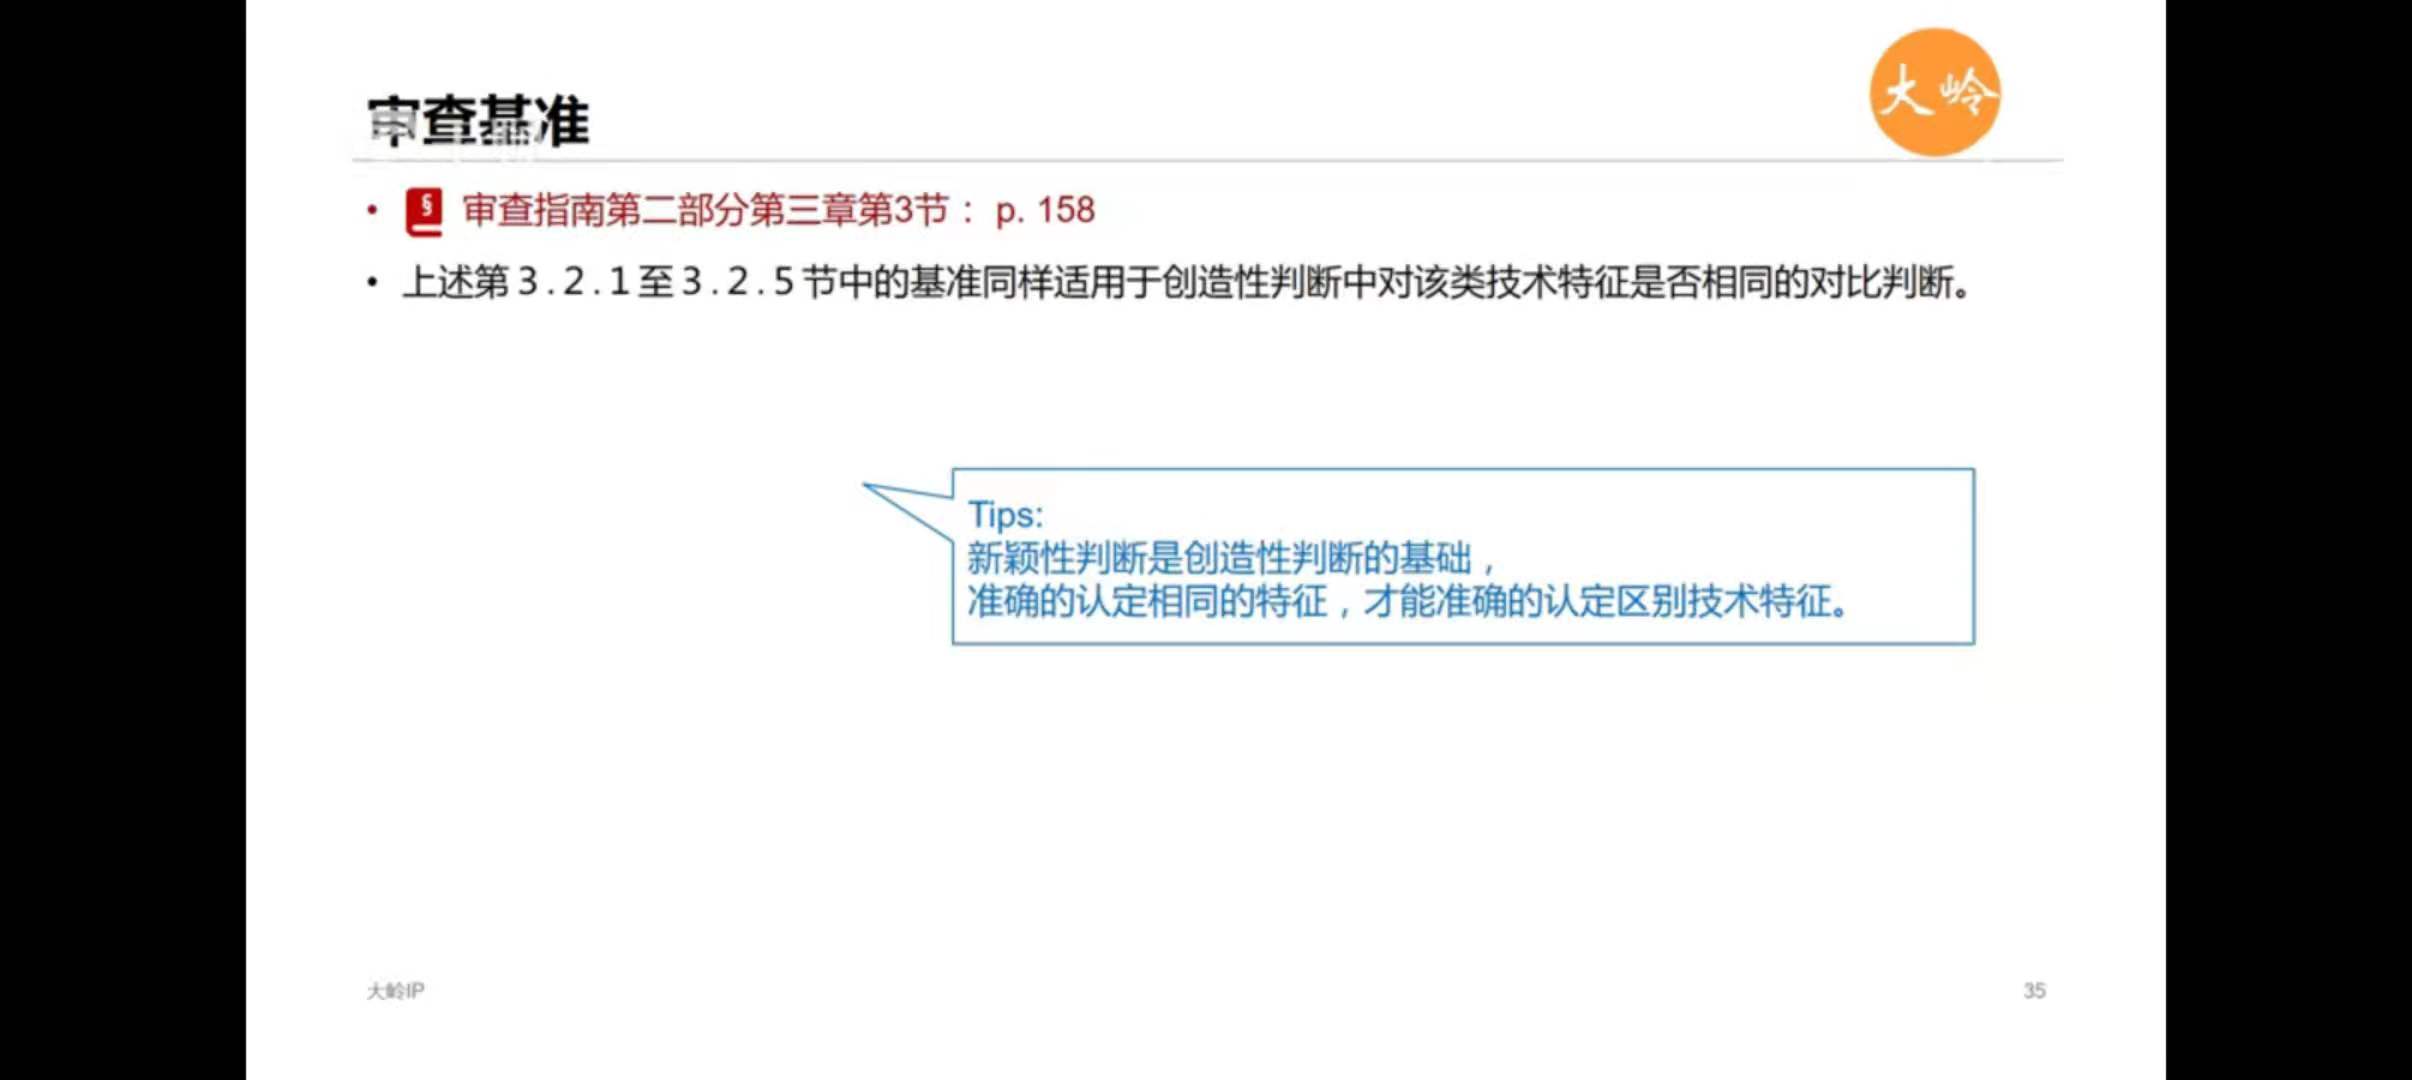 大岭
审查基准
• § 审查指南第二部分第三章第3节： p. 158
• 上述第3.2.1至3.2.5节中的基准同样适用于创造性判断中对该类技术特征是否相同的对比判断。
Tips:
新颖性判断是创造性判断的基础，
准确的认定相同的特征，才能准确的认定区别技术特征。
大岭IP
35